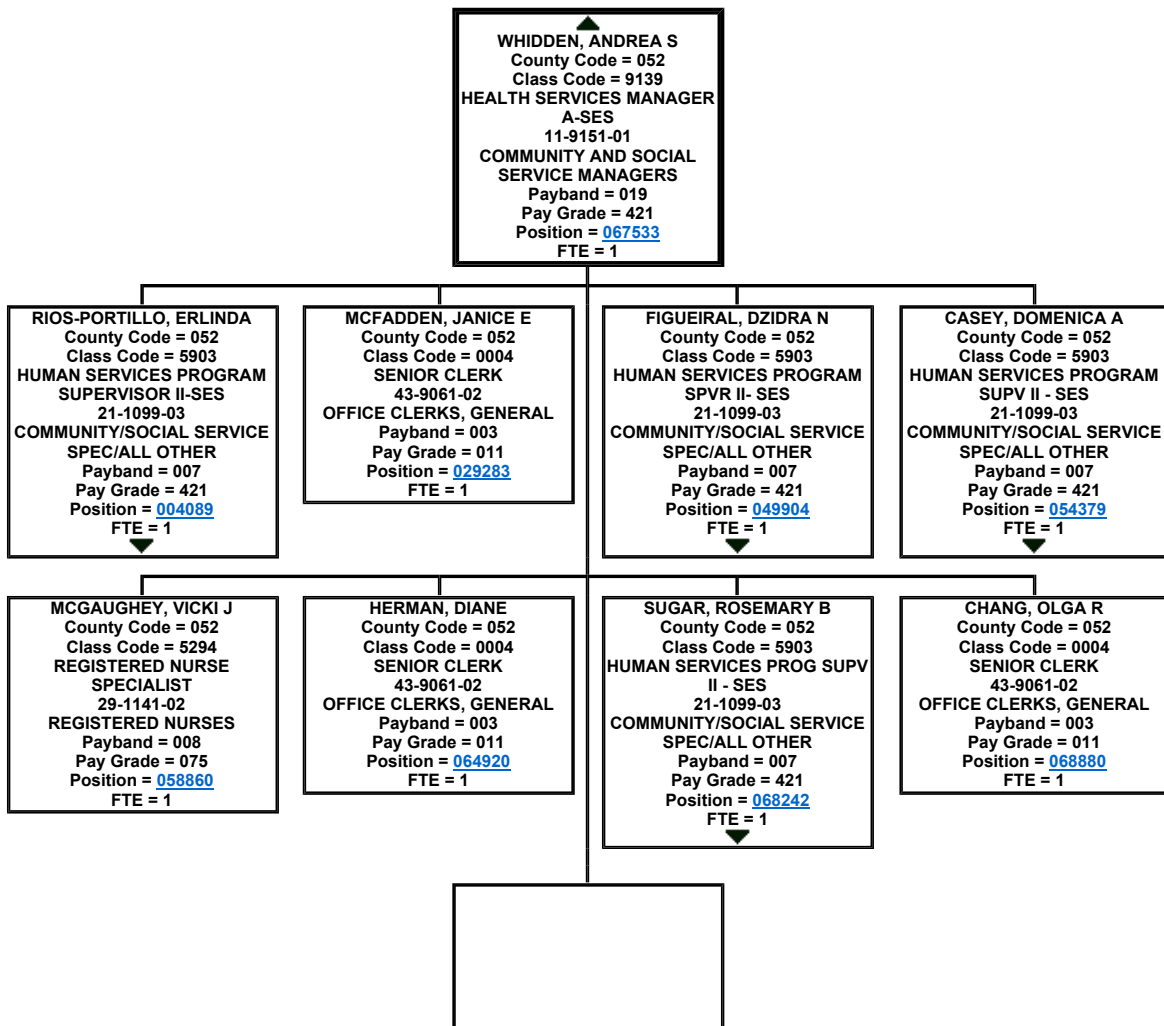 WHIDDEN, ANDREA S
County Code = 052
Class Code = 9139
HEALTH SERVICES MANAGER
A-SES
11-9151-01
COMMUNITY AND SOCIAL
SERVICE MANAGERS
Payband = 019
Pay Grade = 421
Position = 067533
FTE = 1
RIOS-PORTILLO, ERLINDA
County Code = 052
Class Code = 5903
HUMAN SERVICES PROGRAM
SUPERVISOR II-SES
21-1099-03
COMMUNITY/SOCIAL SERVICE
SPEC/ALL OTHER
Payband = 007
Pay Grade = 421
Position = 004089
FTE = 1
MCFADDEN, JANICE E
County Code = 052
Class Code = 0004
SENIOR CLERK
43-9061-02
OFFICE CLERKS, GENERAL
Payband = 003
Pay Grade = 011
Position = 029283
FTE = 1
FIGUEIRAL, DZIDRA N
County Code = 052
Class Code = 5903
HUMAN SERVICES PROGRAM
SPVR II- SES
21-1099-03
COMMUNITY/SOCIAL SERVICE
SPEC/ALL OTHER
Payband = 007
Pay Grade = 421
Position = 049904
FTE = 1
CASEY, DOMENICA A
County Code = 052
Class Code = 5903
HUMAN SERVICES PROGRAM
SUPV II - SES
21-1099-03
COMMUNITY/SOCIAL SERVICE
SPEC/ALL OTHER
Payband = 007
Pay Grade = 421
Position = 054379
FTE = 1
MCGAUGHEY, VICKI J
County Code = 052
Class Code = 5294
REGISTERED NURSE
SPECIALIST
29-1141-02
REGISTERED NURSES
Payband = 008
Pay Grade = 075
Position = 058860
FTE = 1
HERMAN, DIANE
County Code = 052
Class Code = 0004
SENIOR CLERK
43-9061-02
OFFICE CLERKS, GENERAL
Payband = 003
Pay Grade = 011
Position = 064920
FTE = 1
SUGAR, ROSEMARY B
County Code = 052
Class Code = 5903
HUMAN SERVICES PROG SUPV
II - SES
21-1099-03
COMMUNITY/SOCIAL SERVICE
SPEC/ALL OTHER
Payband = 007
Pay Grade = 421
Position = 068242
FTE = 1
CHANG, OLGA R
County Code = 052
Class Code = 0004
SENIOR CLERK
43-9061-02
OFFICE CLERKS, GENERAL
Payband = 003
Pay Grade = 011
Position = 068880
FTE = 1